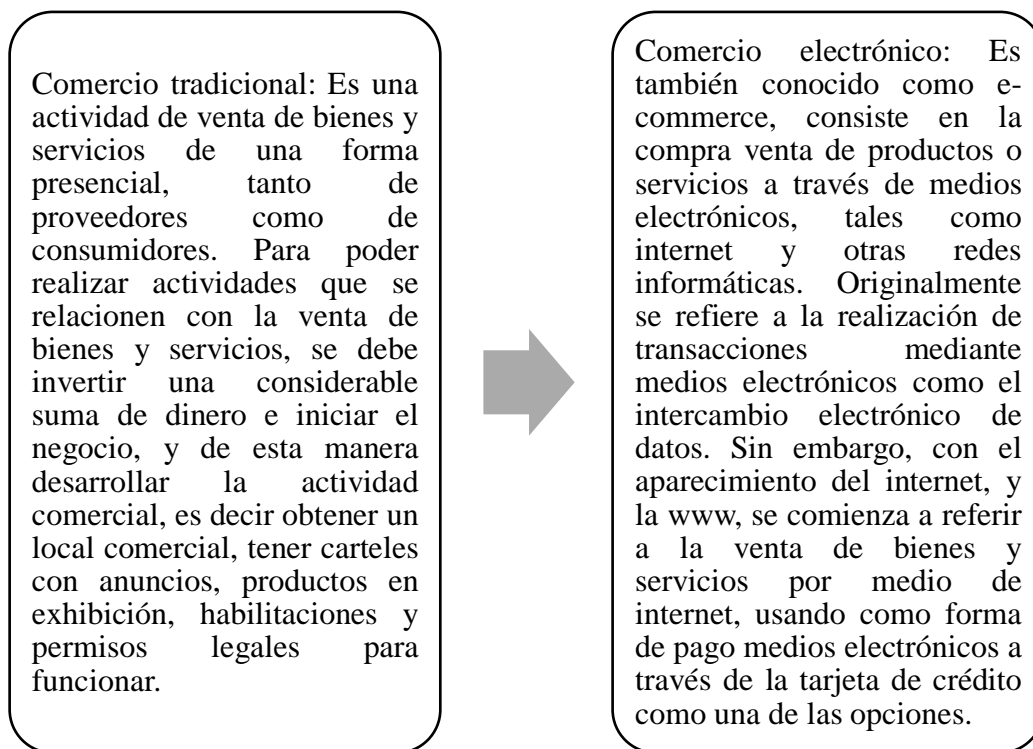 Comercio tradicional: Es una
actividad de venta de bienes y
servicios de una forma
presencial, tanto de
proveedores como de
consumidores. Para poder
realizar actividades que se
relacionen con la venta de
bienes y servicios, se debe
invertir una considerable
suma de dinero e iniciar el
negocio, y de esta manera
desarrollar la actividad
comercial, es decir obtener un
local comercial, tener carteles
con anuncios, productos en
exhibición, habilitaciones y
permisos legales para
funcionar.
Comercio electrónico: Es
también conocido como e-
commerce, consiste en la
compra venta de productos o
servicios a través de medios
electrónicos, tales como
internet y otras redes
informáticas. Originalmente
se refiere a la realización de
transacciones mediante
medios electrónicos como el
intercambio electrónico de
datos. Sin embargo, con el
aparecimiento del internet, y
la www, se comienza a referir
a la venta de bienes y
servicios por medio de
internet, usando como forma
de pago medios electrónicos a
través de la tarjeta de crédito
como una de las opciones.